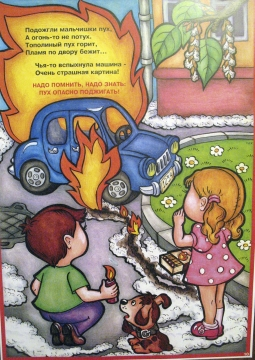 Подожгли мальчишки пух,
А огонь-то не потух.
Тополиный пух горит,
Пламя по двору бежит...
Чья-то вспыхнула машина -
Очень страшная картина!
НАДО ПОМНИТЬ, НАДО ЗНАТЬ:
ПУХ ОПАСНО ПОДЖИГАТЬ!